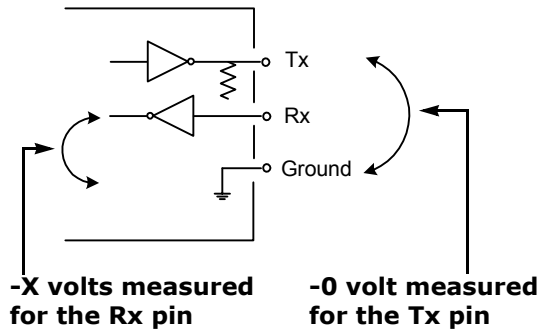 Tx
Rx
Ground
-X volts measured
for the Rx pin
-0 volt measured
for the Tx pin